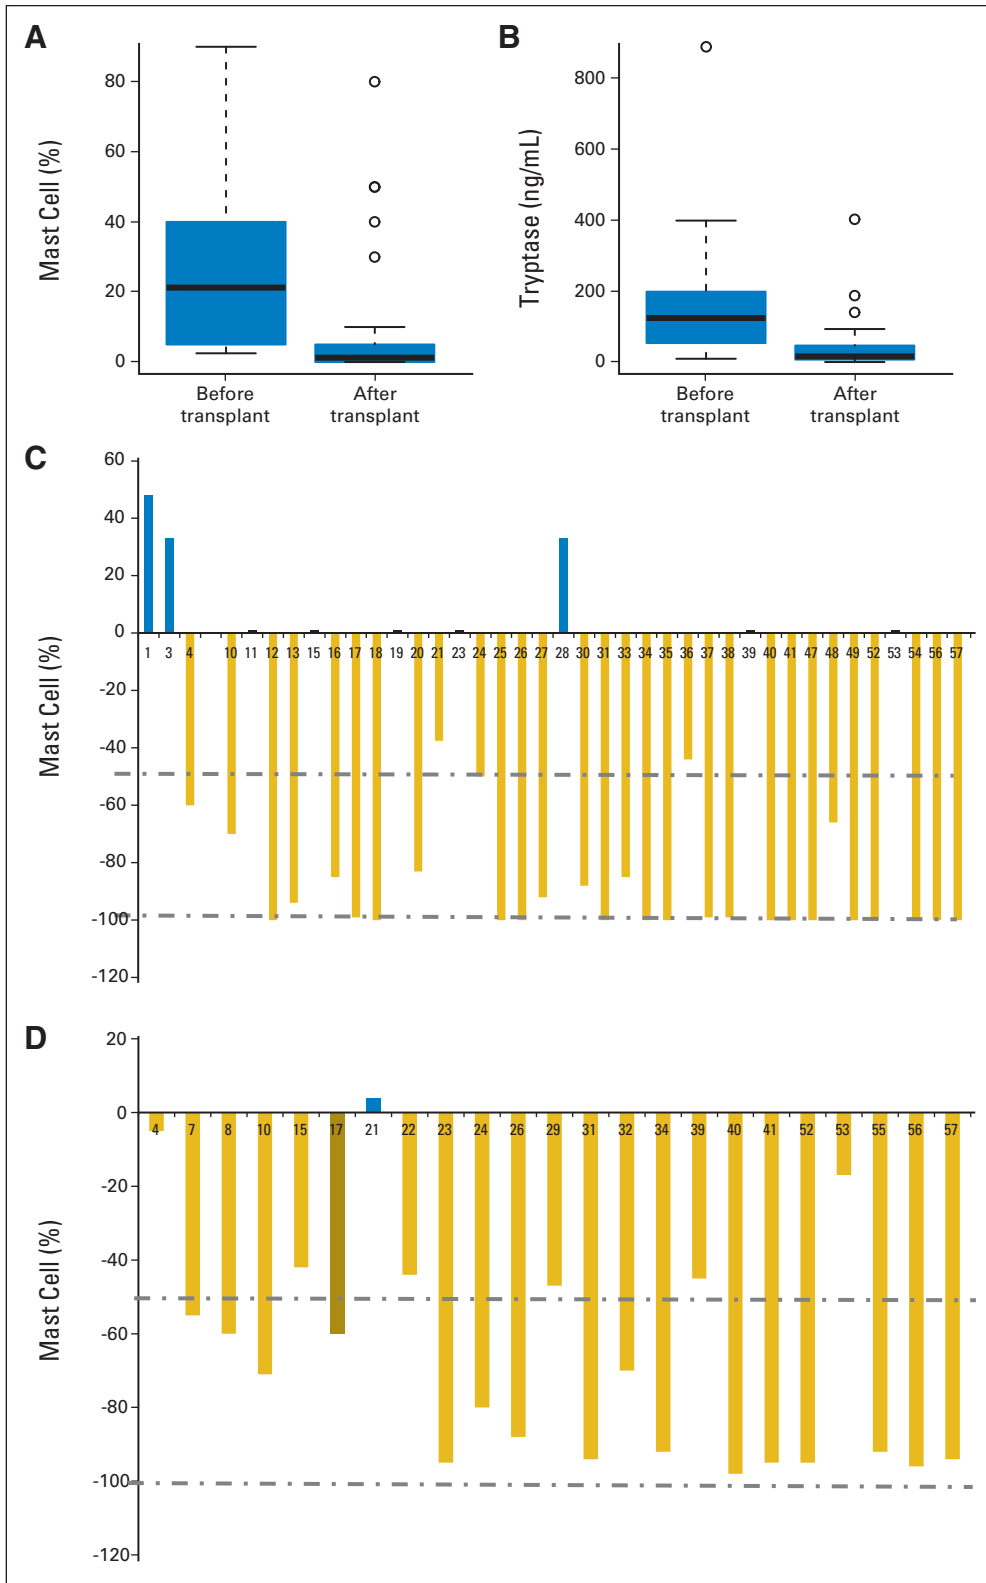 A
Mast Cell (%)
80
60
40
20
0
Before
transplant
After
transplant
B
Tryptase (ng/mL)
800
600
400
200
0
Before
transplant
After
transplant
C
Mast Cell (%)
60
40
20
0
-20
-40
-60
-80
-100
-120
1 3 4 10 11 12 13 15 16 17 18 19 20 21 23 24 25 26 27 28 30 31 33 34 35 36 37 38 39 40 41 47 48 49 52 53 54 56 57
D
Mast Cell (%)
20
0
-20
-40
-60
-80
-100
-120
4 7 8 10 15 17 21 22 23 24 26 29 31 32 34 39 40 41 52 53 55 56 57